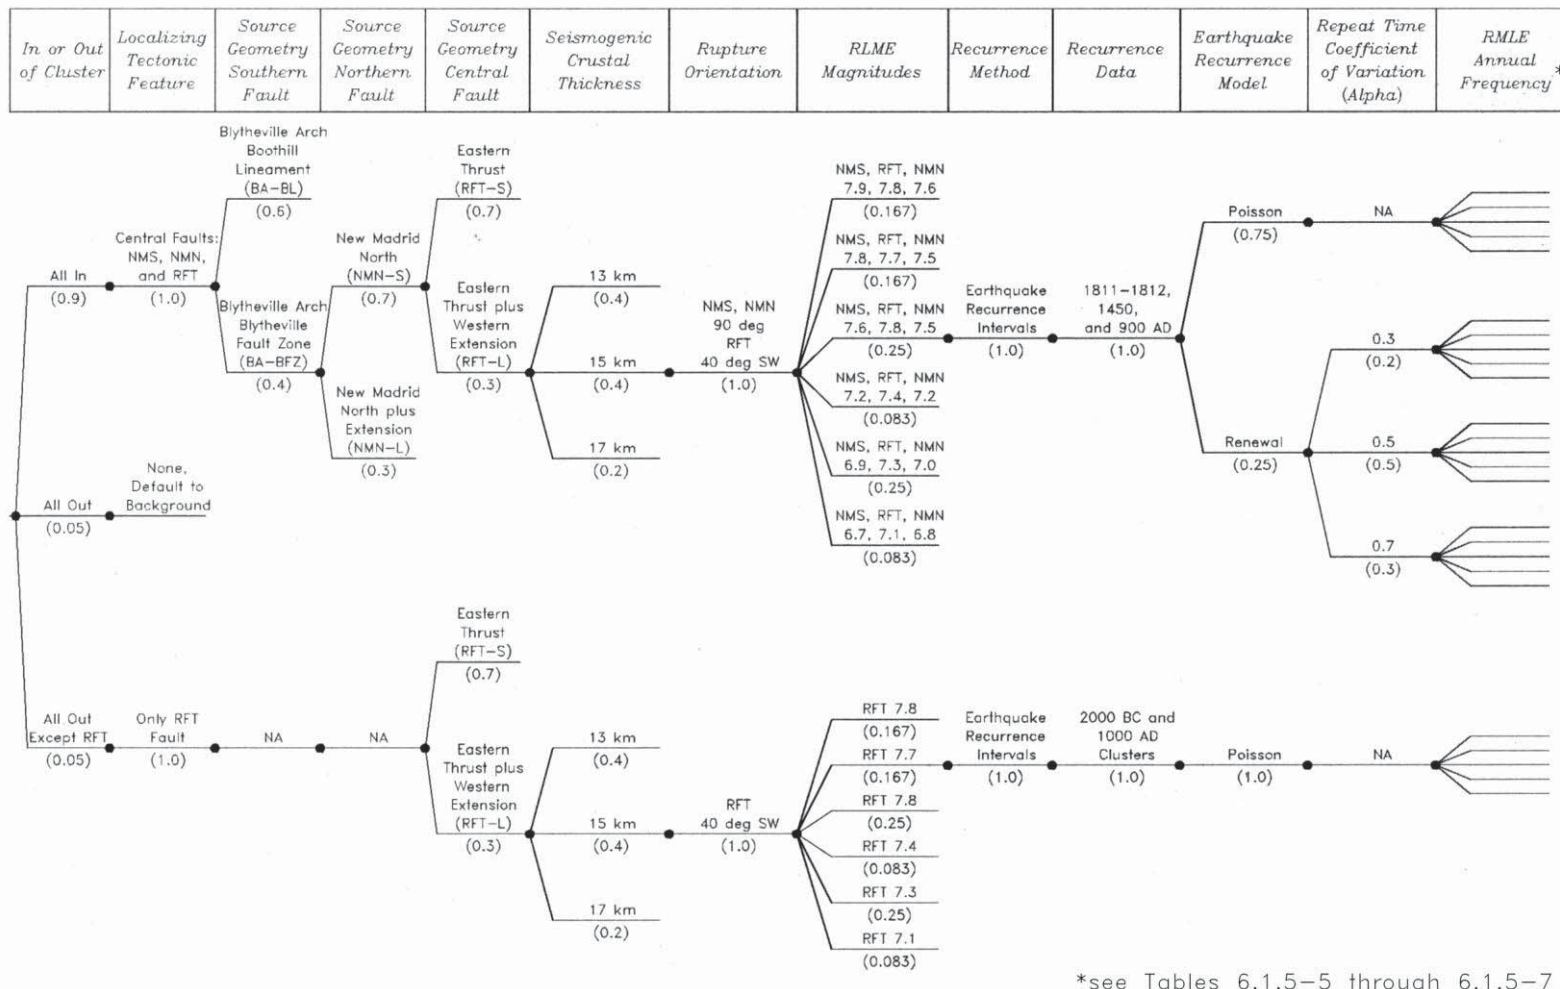 In or Out
of Cluster
Localizing
Tectonic
Feature
Source
Geometry
Southern
Fault
Source
Geometry
Northern
Fault
Source
Geometry
Central
Fault
Seismogenic
Crustal
Thickness
Rupture
Orientation
RLME
Magnitudes
Recurrence
Method
Recurrence
Data
Earthquake
Recurrence
Model
Repeat Time
Coefficient
of Variation
(Alpha)
RMLE
Annual
Frequency*
All In
(0.9)
Central Faults:
NMS, NMN,
and RFT
(1.0)
Blytheville Arch
Boothill
Lineament
(BA-BL)
(0.6)
Blytheville Arch
Blytheville
Fault Zone
(BA-BFZ)
(0.4)
New Madrid
North
(NMN-S)
(0.7)
New Madrid
North plus
Extension
(NMN-L)
(0.3)
Eastern
Thrust
(RFT-S)
(0.7)
Eastern
Thrust plus
Western
Extension
(RFT-L)
(0.3)
13 km
(0.4)
15 km
(0.4)
17 km
(0.2)
NMS, NMN
90 deg
RFT
40 deg SW
(1.0)
NMS, RFT, NMN
7.9, 7.8, 7.6
(0.167)
NMS, RFT, NMN
7.8, 7.7, 7.5
(0.167)
NMS, RFT, NMN
7.6, 7.8, 7.5
(0.25)
NMS, RFT, NMN
7.2, 7.4, 7.2
(0.083)
NMS, RFT, NMN
6.9, 7.3, 7.0
(0.25)
NMS, RFT, NMN
6.7, 7.1, 6.8
(0.083)
Earthquake
Recurrence
Intervals
(1.0)
1811-1812,
1450,
and 900 AD
(1.0)
Poisson
(0.75)
NA
Renewal
(0.25)
0.3
(0.2)
0.5
(0.5)
0.7
(0.3)
All Out
(0.05)
None,
Default to
Background
All Out
Except RFT
(0.05)
Only RFT
Fault
(1.0)
NA
NA
Eastern
Thrust
(RFT-S)
(0.7)
Eastern
Thrust plus
Western
Extension
(RFT-L)
(0.3)
13 km
(0.4)
15 km
(0.4)
17 km
(0.2)
RFT
40 deg SW
(1.0)
RFT 7.8
(0.167)
RFT 7.7
(0.167)
RFT 7.8
(0.25)
RFT 7.4
(0.083)
RFT 7.3
(0.25)
RFT 7.1
(0.083)
Earthquake
Recurrence
Intervals
(1.0)
2000 BC and
1000 AD
Clusters
(1.0)
Poisson
(1.0)
NA
*see Tables 6.1.5-5 through 6.1.5-7